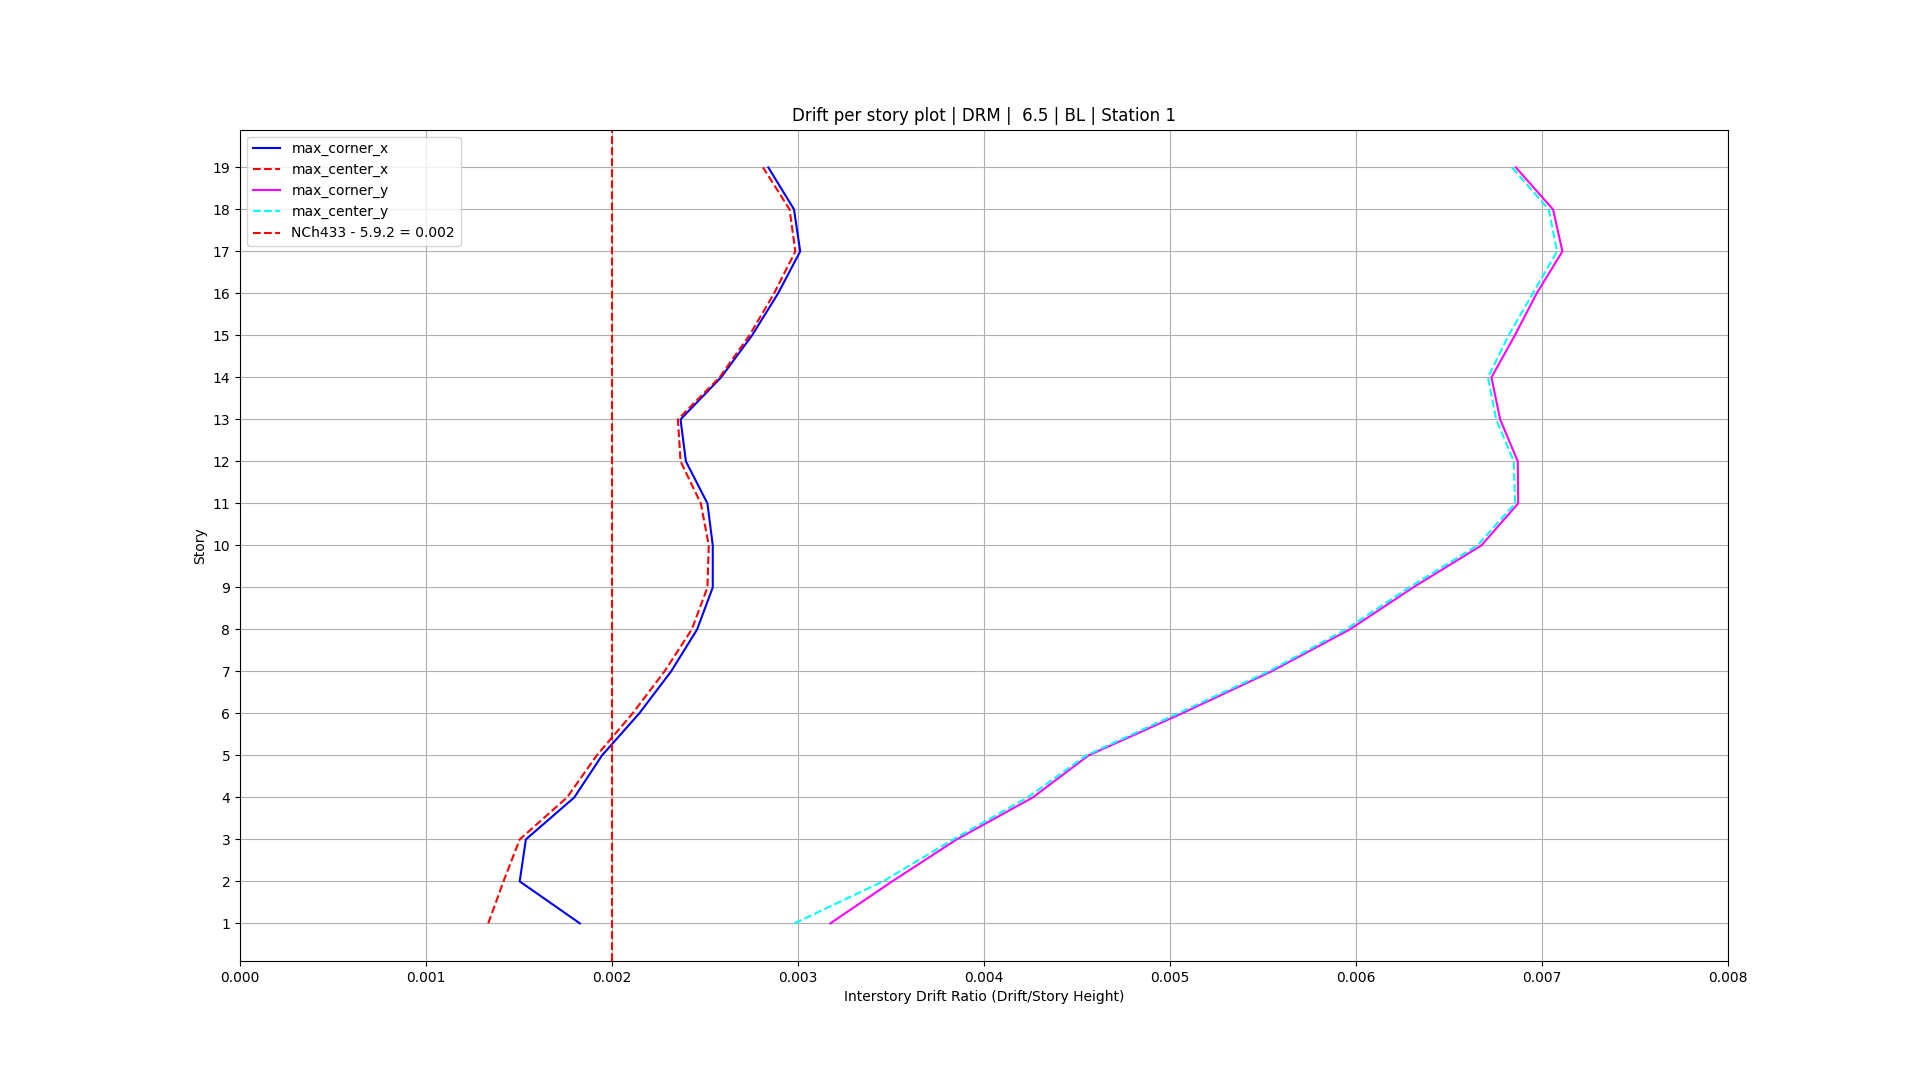 Drift per story plot | DRM |  6.5 | BL | Station 1
max_corner_x
max_center_x
max_corner_y
max_center_y
NCh433 - 5.9.2 = 0.002
19
18
17
16
15
14
13
12
11
10
9
8
7
6
5
4
3
2
1
Story
0.000 0.001 0.002 0.003 0.004 0.005 0.006 0.007 0.008
Interstory Drift Ratio (Drift/Story Height)